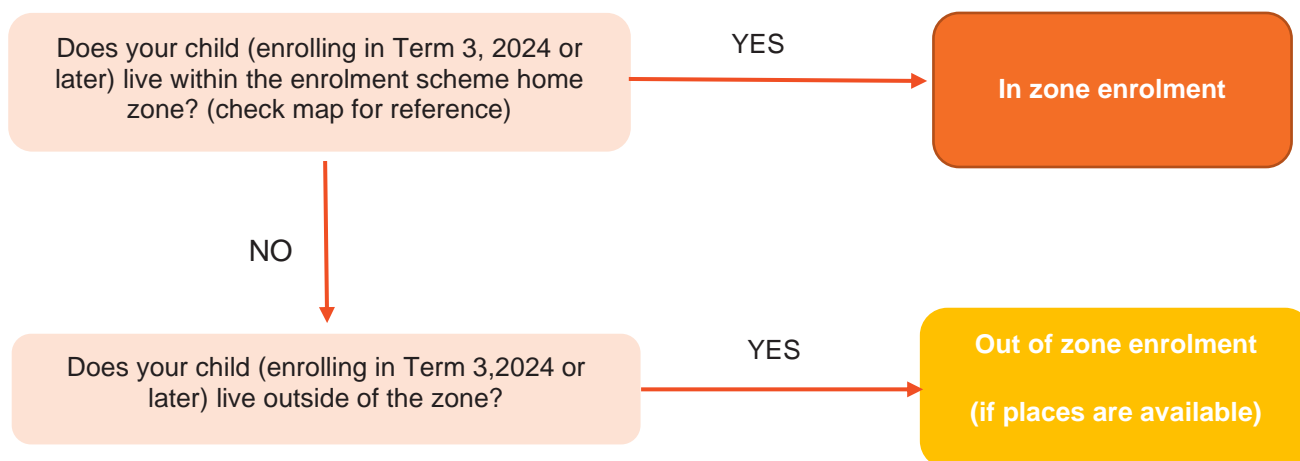 Does your child (enrolling in Term 3, 2024 or
later) live within the enrolment scheme home
zone? (check map for reference)
YES
In zone enrolment
NO
Does your child (enrolling in Term 3,2024 or
later) live outside of the zone?
YES
Out of zone enrolment
(if places are available)